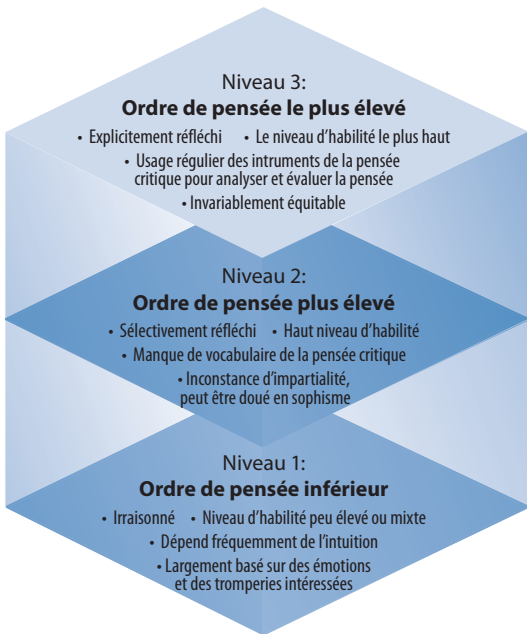 Niveau 3:
Ordre de pensée le plus élevé
• Explicitement réfléchi • Le niveau d'habilité le plus haut
• Usage régulier des intruments de la pensée
critique pour analyser et évaluer la pensée
• Invariablement équitable
Niveau 2:
Ordre de pensée plus élevé
• Sélectivement réfléchi • Haut niveau d'habilité
• Manque de vocabulaire de la pensée critique
• Inconstance d'impartialité,
peut être doué en sophisme
Niveau 1:
Ordre de pensée inférieur
• Irraisonné • Niveau d'habilité peu élevé ou mixte
• Dépend fréquemment de l'intuition
• Largement basé sur des émotions
et des tromperies intéressées